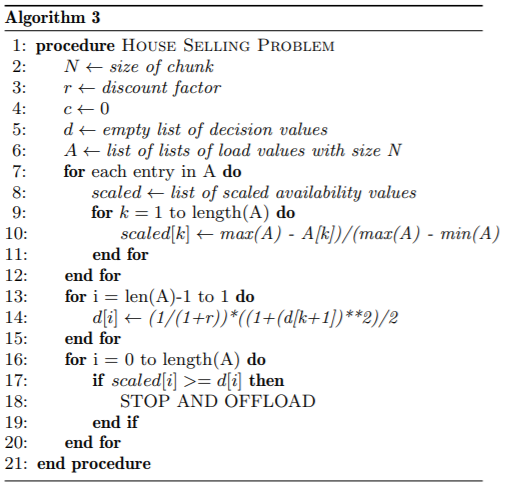 Algorithm 3
1: procedure HOUSE SELLING PROBLEM
2: N ← size of chunk
3: r ← discount factor
4: c ← 0
5: d ← empty list of decision values
6: A ← list of lists of load values with size N
7: for each entry in A do
8: scaled ← list of scaled availability values
9: for k = 1 to length(A) do
10: scaled[k] ← max(A) - A[k])/(max(A) - min(A)
11: end for
12: end for
13: for i = len(A)-1 to 1 do
14: d[i] ← (1/(1+r))*((1+(d[k+1])**2)/2
15: end for
16: for i = 0 to length(A) do
17: if scaled[i] >= d[i] then
18: STOP AND OFFLOAD
19: end if
20: end for
21: end procedure